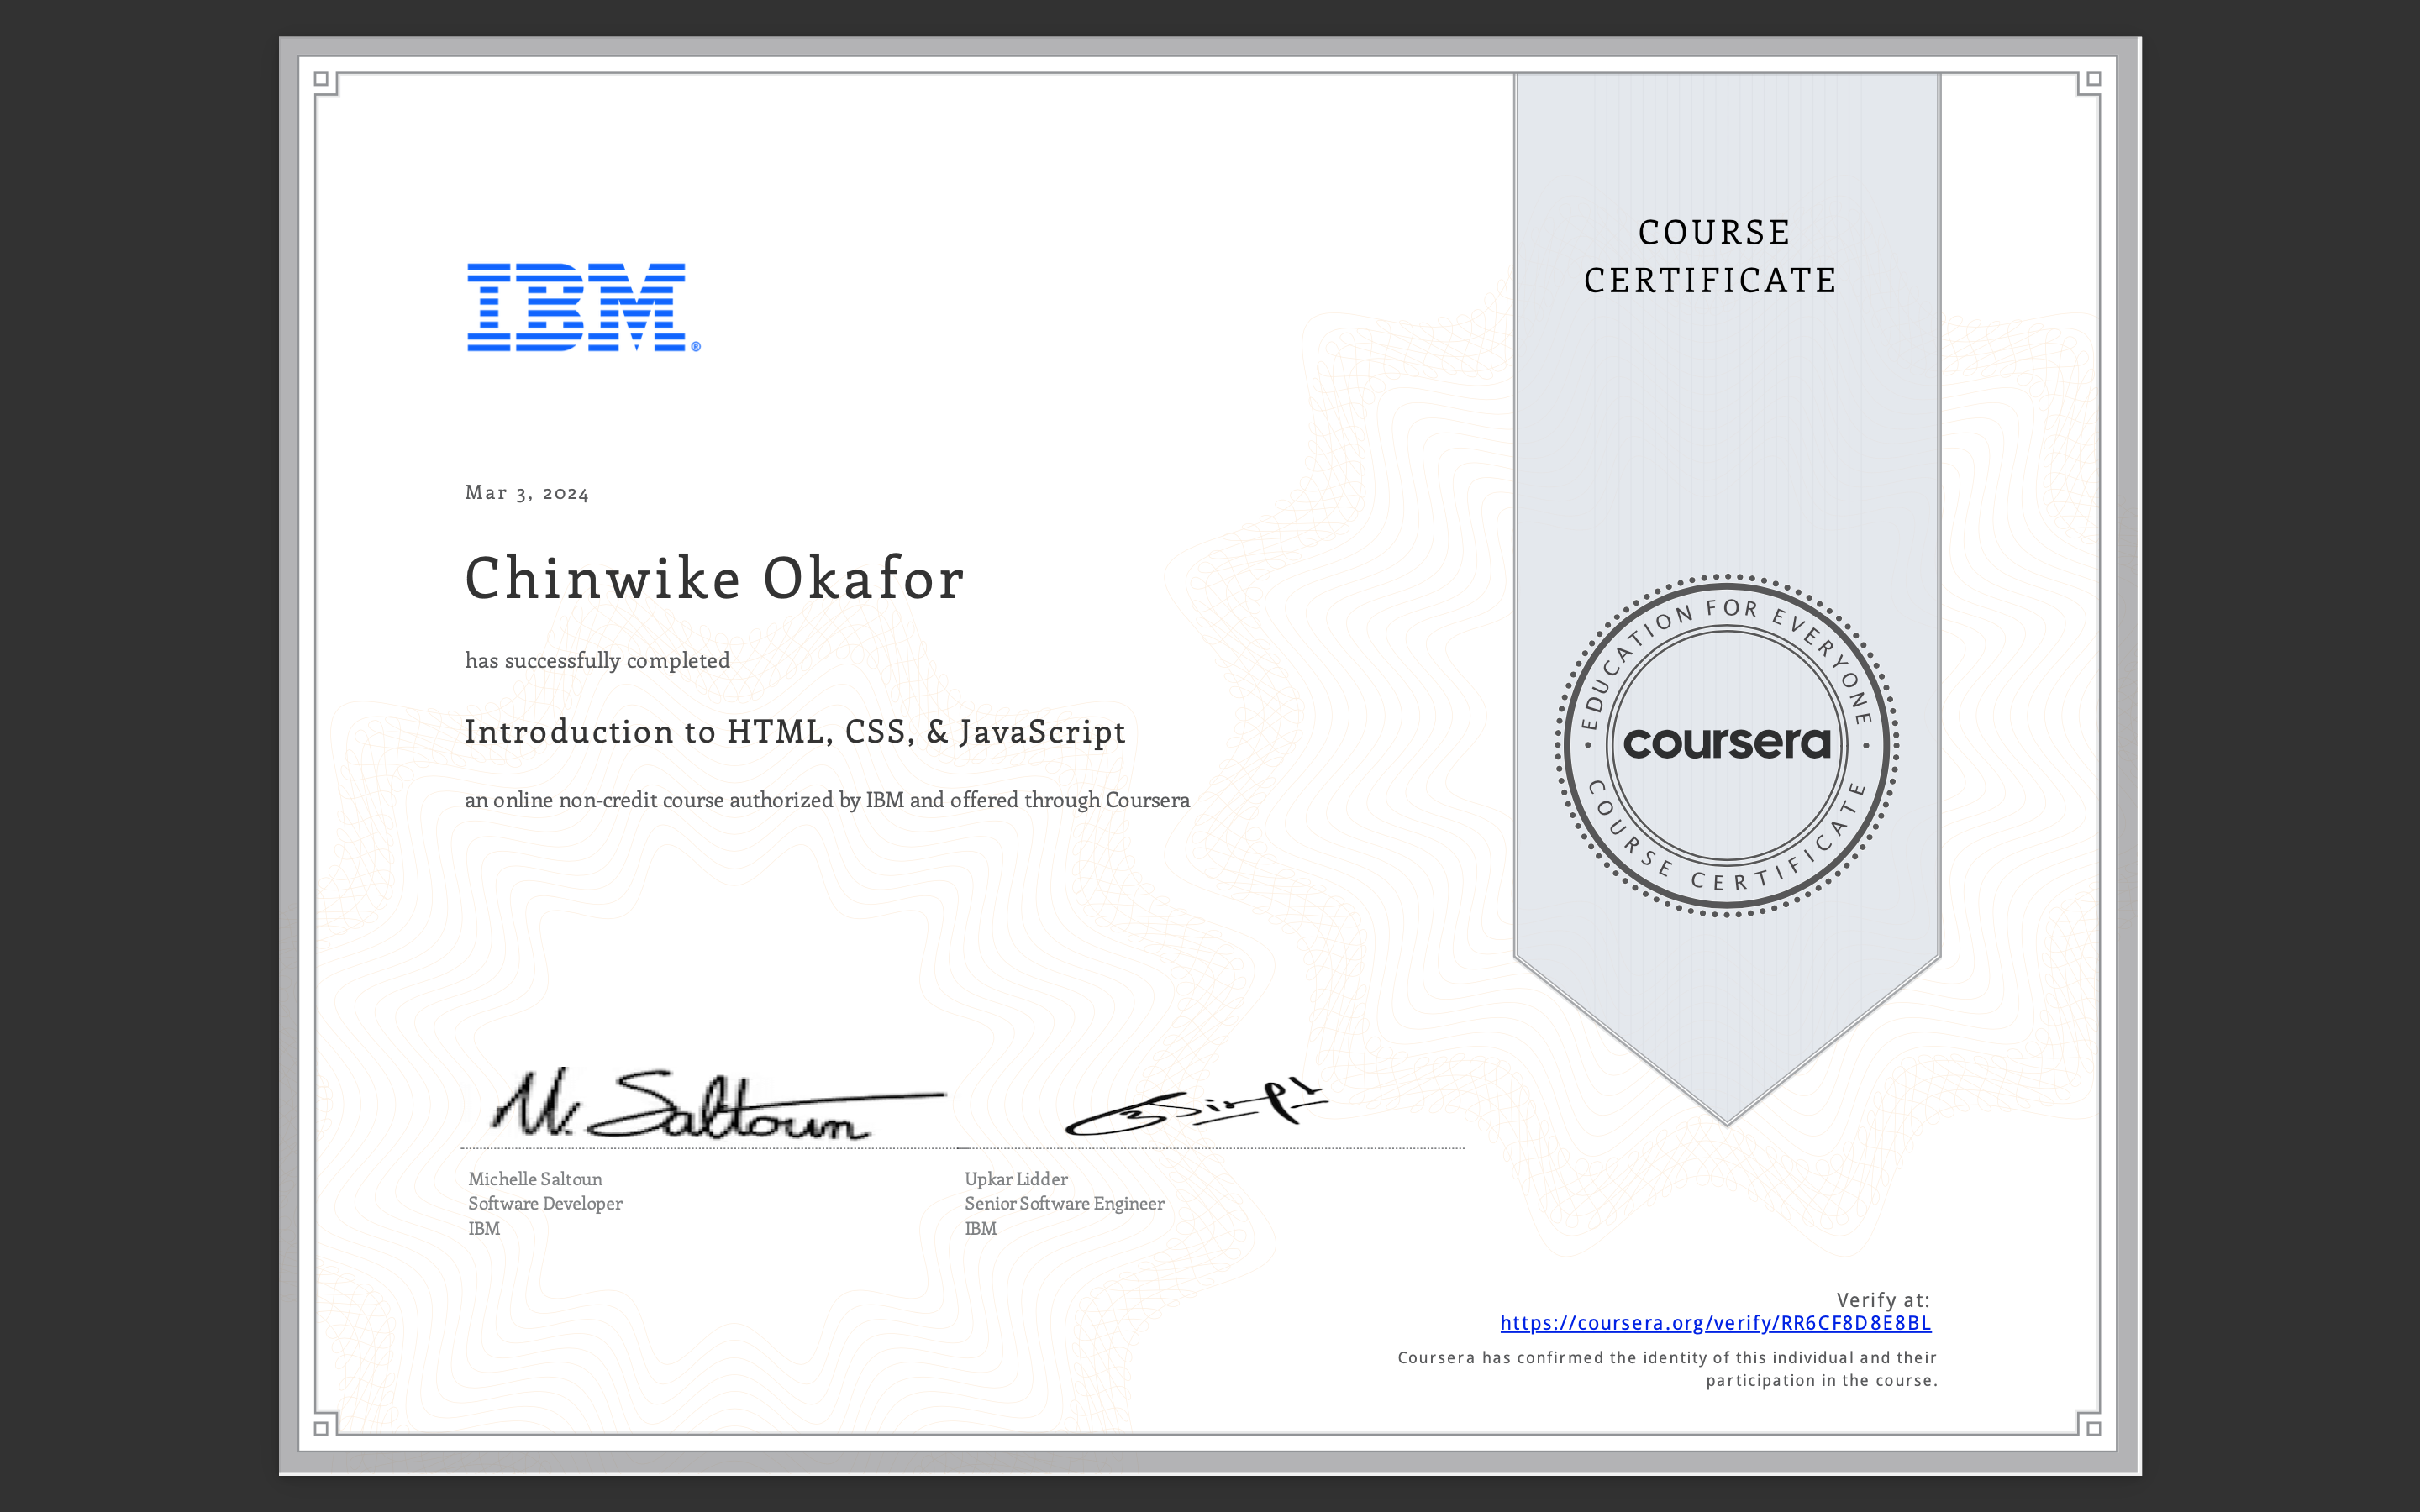 COURSE
CERTIFICATE
IBM®
Mar 3, 2024
Chinwike Okafor
has successfully completed
Introduction to HTML, CSS, & JavaScript
an online non-credit course authorized by IBM and offered through Coursera
EDUCATION FOR EVERYONE
coursera
COURSE CERTIFICATE
M. Saltoun
Michelle Saltoun
Software Developer
IBM
Upkar Lidder
Senior Software Engineer
IBM
Verify at:
https://coursera.org/verify/RR6CF8D8E8BL
Coursera has confirmed the identity of this individual and their
participation in the course.